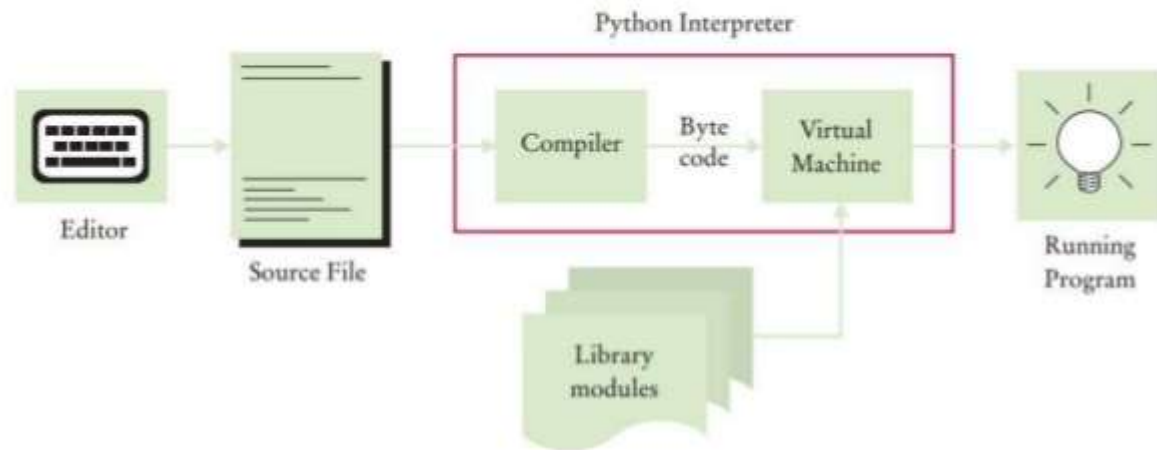 Python Interpreter
Editor
Source File
Compiler
Byte
code
Virtual
Machine
Running
Program
Library
modules